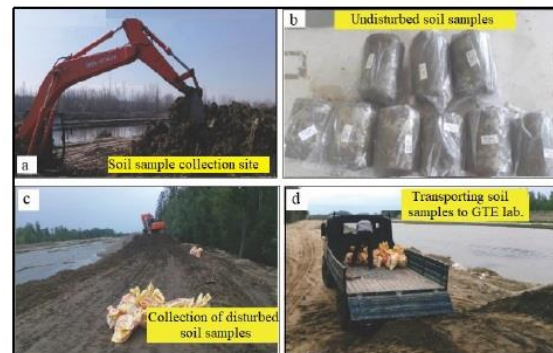 b
Undisturbed soil samples
a
Soil sample collection site
c
Collection of disturbed
soil samples
d
Transporting soil
samples to GTE lab.